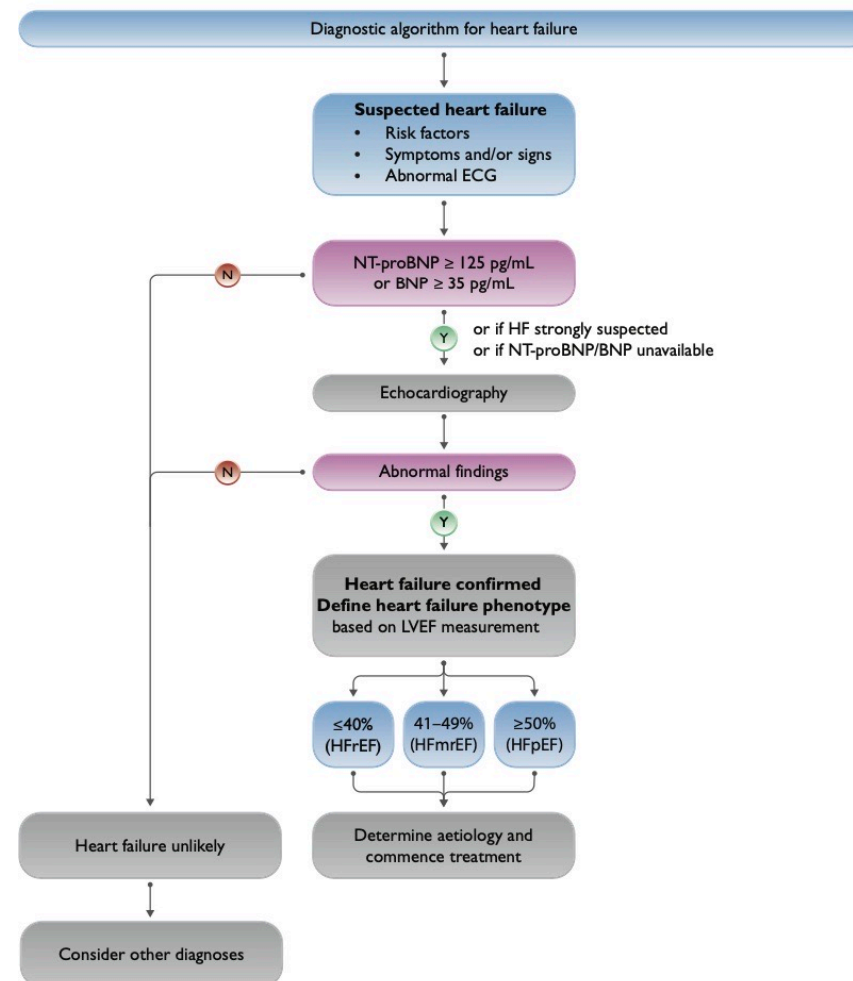 Diagnostic algorithm for heart failure
Suspected heart failure
• Risk factors
• Symptoms and/or signs
• Abnormal ECG
N
NT-proBNP ≥ 125 pg/mL
or BNP ≥ 35 pg/mL
Y
or if HF strongly suspected
or if NT-proBNP/BNP unavailable
Echocardiography
N
Abnormal findings
Y
Heart failure confirmed
Define heart failure phenotype
based on LVEF measurement
≤40%
(HFrEF)
41–49%
(HFmrEF)
≥50%
(HFpEF)
Heart failure unlikely
Determine aetiology and
commence treatment
Consider other diagnoses